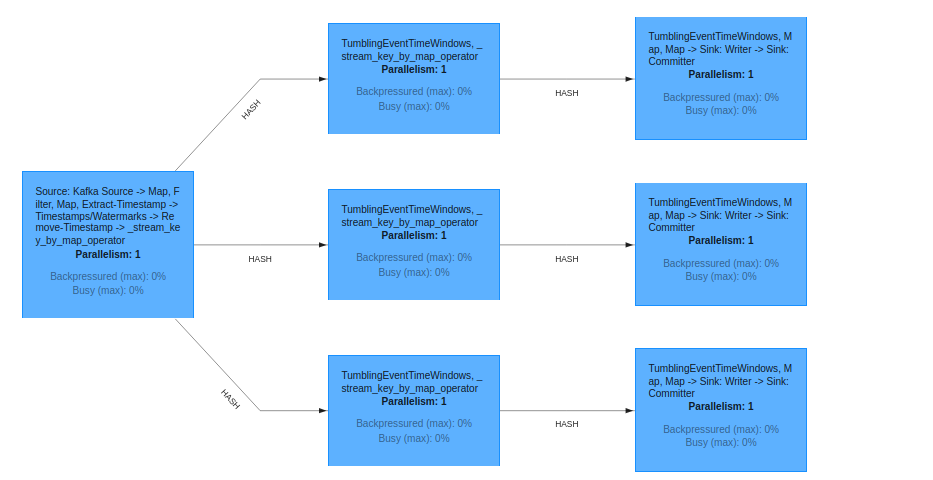 Source: Kafka Source -> Map, F
ilter, Map, Extract-Timestamp ->
Timestamps/Watermarks -> Re
move-Timestamp -> _stream_ke
y_by_map_operator
Parallelism: 1
Backpressured (max): 0%
Busy (max): 0%
HASH
HASH
HASH
TumblingEventTimeWindows, _
stream_key_by_map_operator
Parallelism: 1
Backpressured (max): 0%
Busy (max): 0%
HASH
TumblingEventTimeWindows, M
ap, Map -> Sink: Writer -> Sink:
Committer
Parallelism: 1
Backpressured (max): 0%
Busy (max): 0%
TumblingEventTimeWindows, _
stream_key_by_map_operator
Parallelism: 1
Backpressured (max): 0%
Busy (max): 0%
HASH
TumblingEventTimeWindows, M
ap, Map -> Sink: Writer -> Sink:
Committer
Parallelism: 1
Backpressured (max): 0%
Busy (max): 0%
TumblingEventTimeWindows, _
stream_key_by_map_operator
Parallelism: 1
Backpressured (max): 0%
Busy (max): 0%
HASH
TumblingEventTimeWindows, M
ap, Map -> Sink: Writer -> Sink:
Committer
Parallelism: 1
Backpressured (max): 0%
Busy (max): 0%